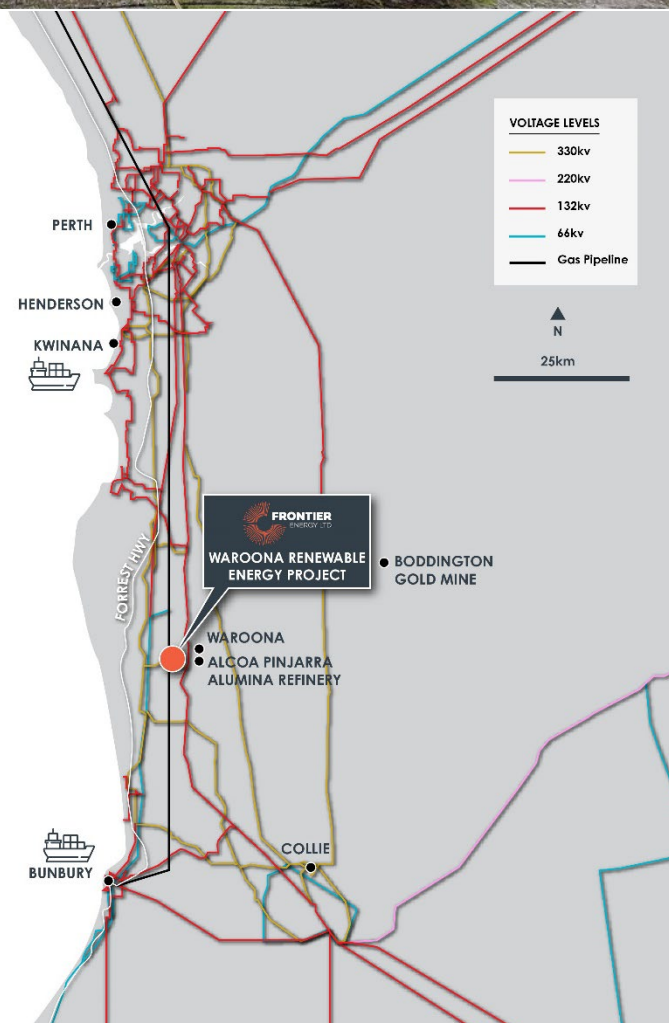 VOLTAGE LEVELS
330kv
220kv
132kv
66kv
Gas Pipeline
N
25km
PERTH
HENDERSON
KWINANA
FORREST HWY
FRONTIER
ENERGY LTD
WAROONA RENEWABLE
ENERGY PROJECT
BODDINGTON
GOLD MINE
WAROONA
ALCOA PINJARRA
ALUMINA REFINERY
COLLIE
BUNBURY